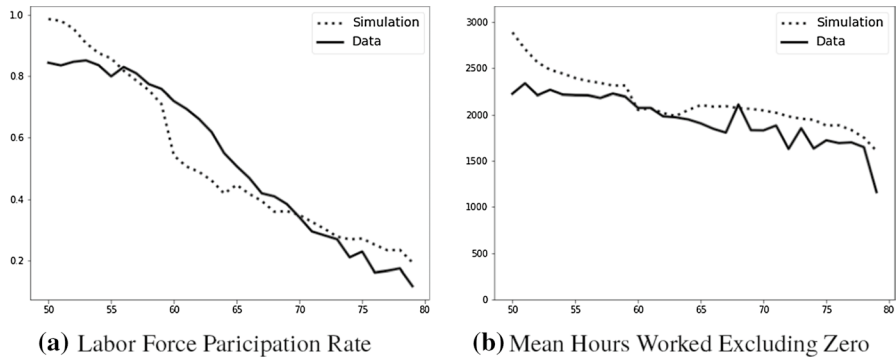 1.0
0.8
0.6
0.4
0.2
50 55 60 65 70 75 80
Simulation
Data
3000
2500
2000
1500
1000
500
0
50 55 60 65 70 75 80
Simulation
Data
(a) Labor Force Paricipation Rate
(b) Mean Hours Worked Excluding Zero